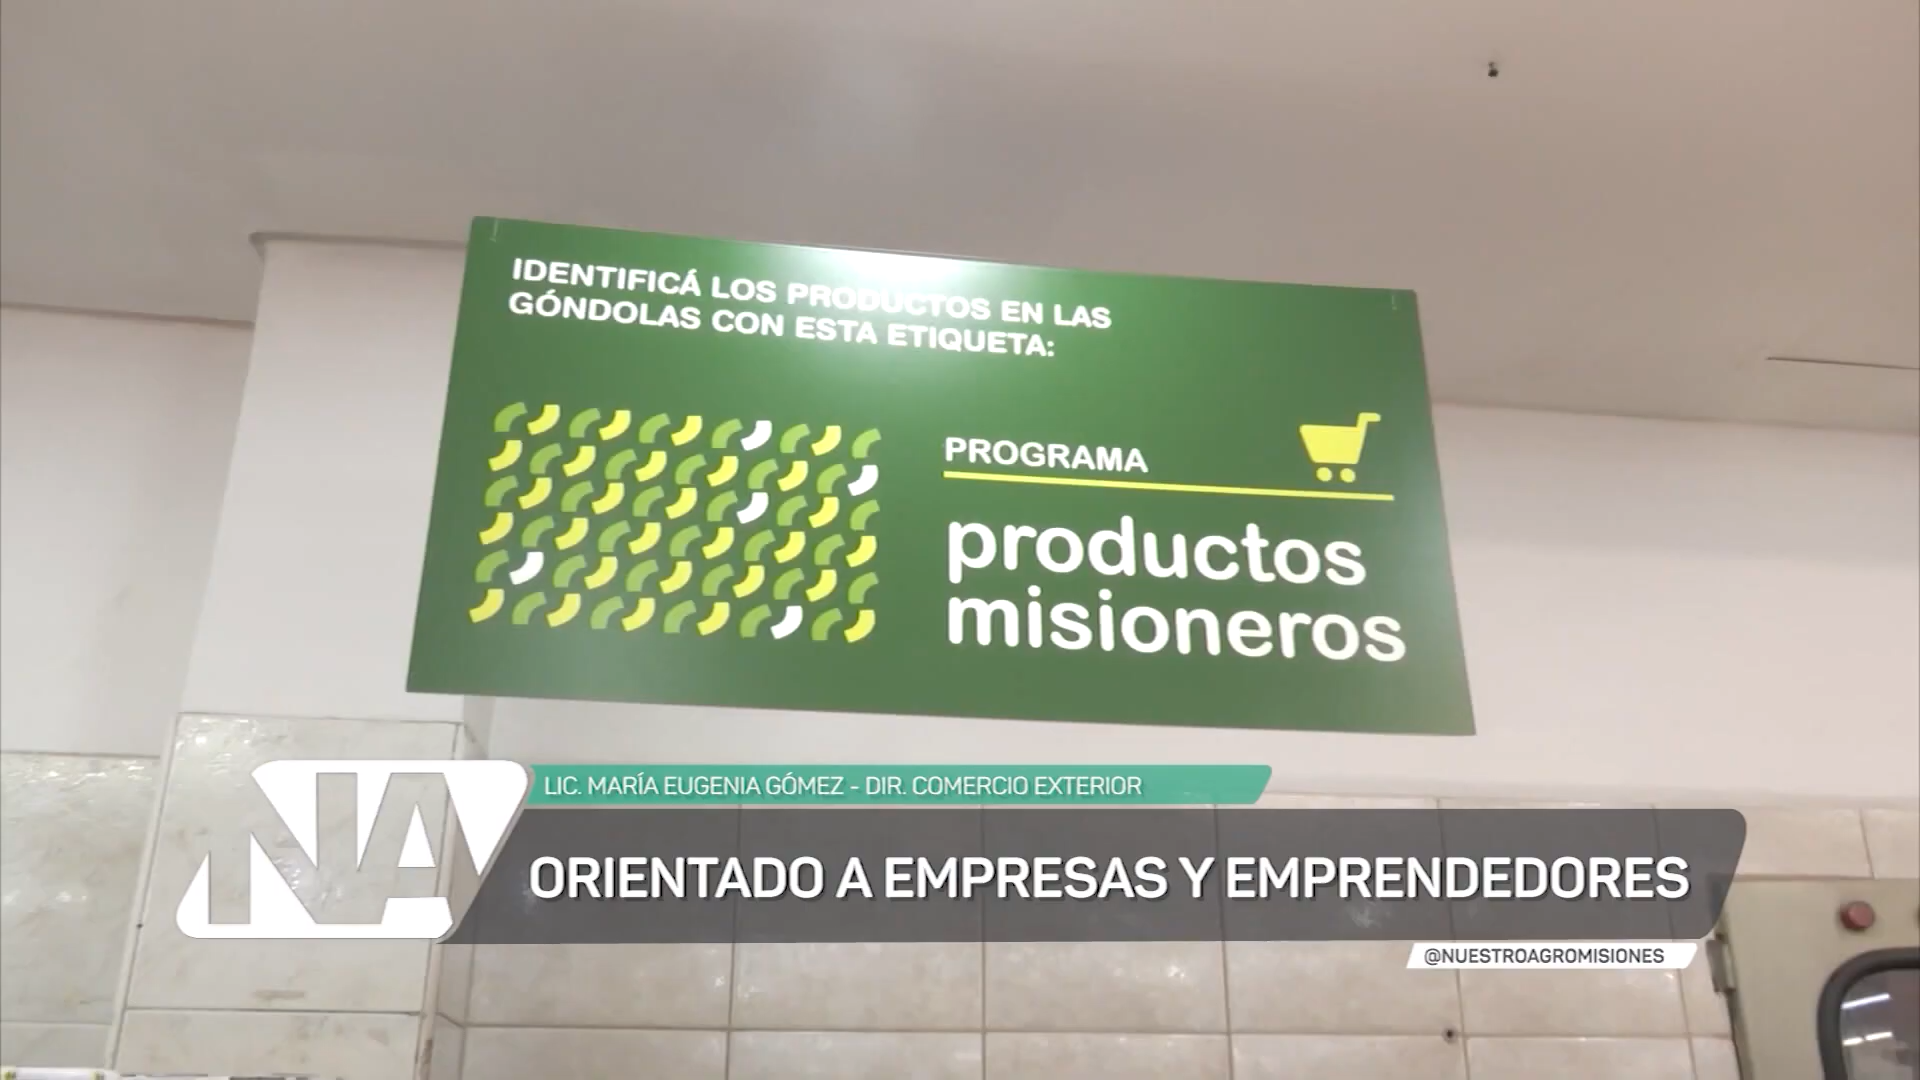 IDENTIFICÁ LOS PRODUCTOS EN LAS
GÓNDOLAS CON ESTA ETIQUETA:
PROGRAMA
productos
misioneros
NA
LIC. MARÍA EUGENIA GÓMEZ - DIR. COMERCIO EXTERIOR
ORIENTADO A EMPRESAS Y EMPRENDEDORES
@NUESTROAGROMISIONES